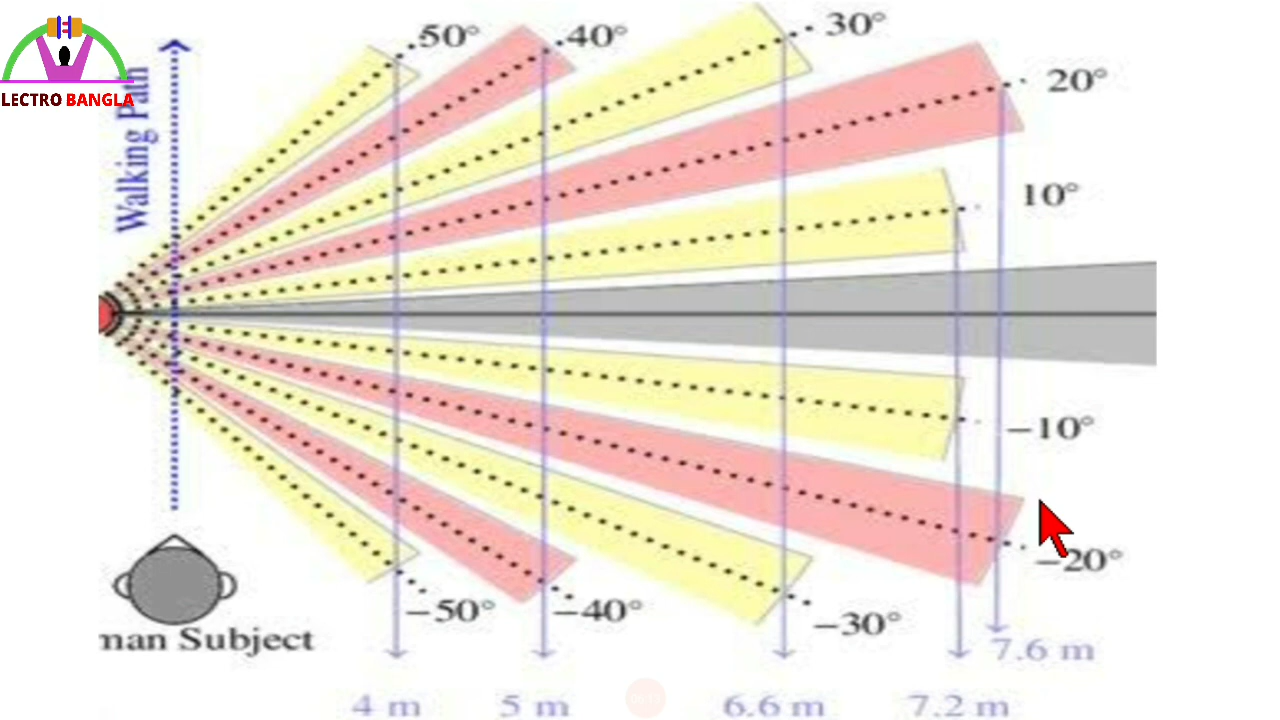 LECTRO BANGLA
Walking Path
50°
40°
30°
20°
10°
−10°
−20°
−30°
−40°
−50°
man Subject
4 m
5 m
6.6 m
7.2 m
7.6 m